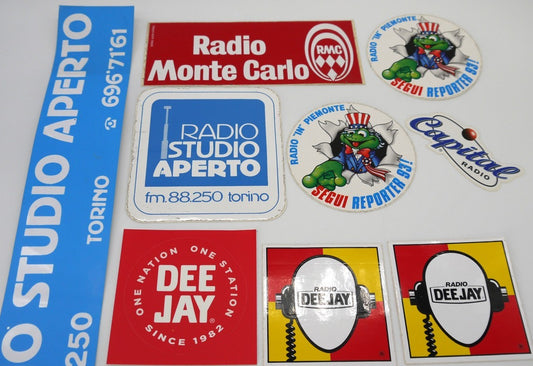 O STUDIO APERTO
250
TORINO
☎ 696'71'61
Radio
Monte Carlo
RMC
RADIO "IN" PIEMONTE...
SEGUI REPORTER 93!
RADIO
STUDIO
APERTO
fm. 88.250 torino
RADIO "IN" PIEMONTE...
SEGUI REPORTER 93!
Capital
RADIO
ONE NATION ONE STATION
DEE
JAY®
SINCE 1982
RADIO
DEEJAY
RADIO
DEEJAY